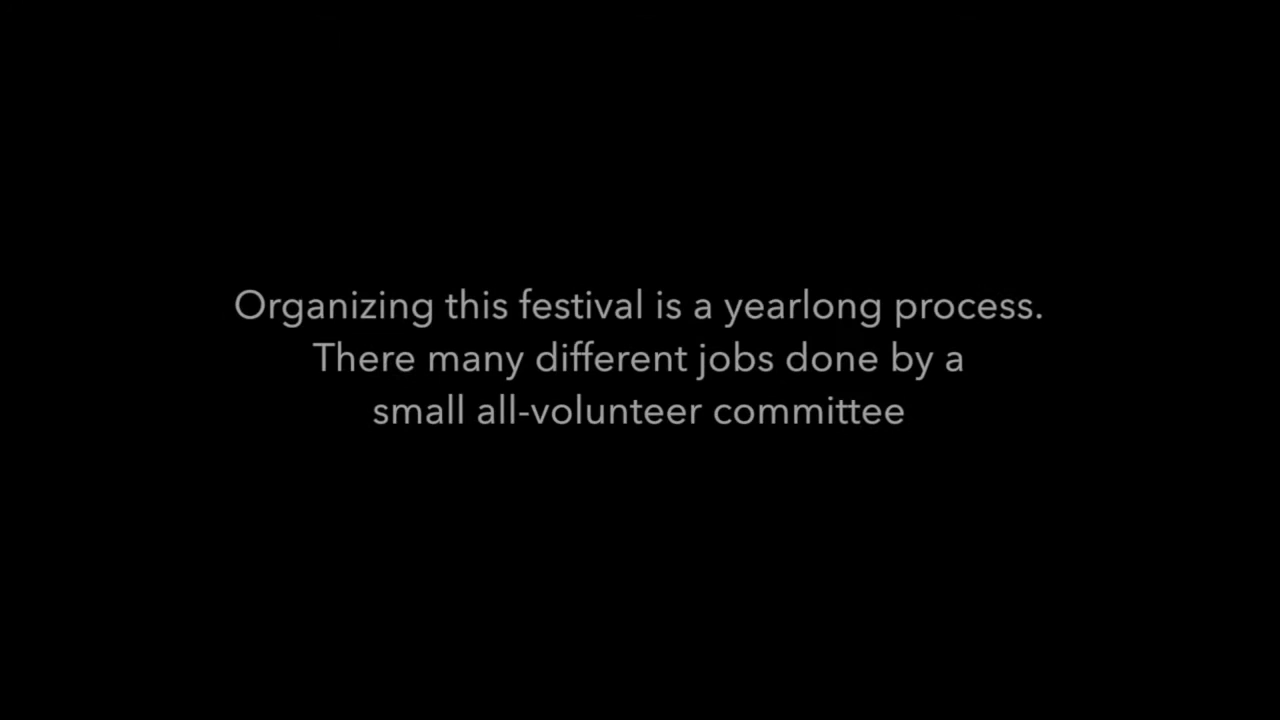 Organizing this festival is a yearlong process.
There many different jobs done by a
small all-volunteer committee